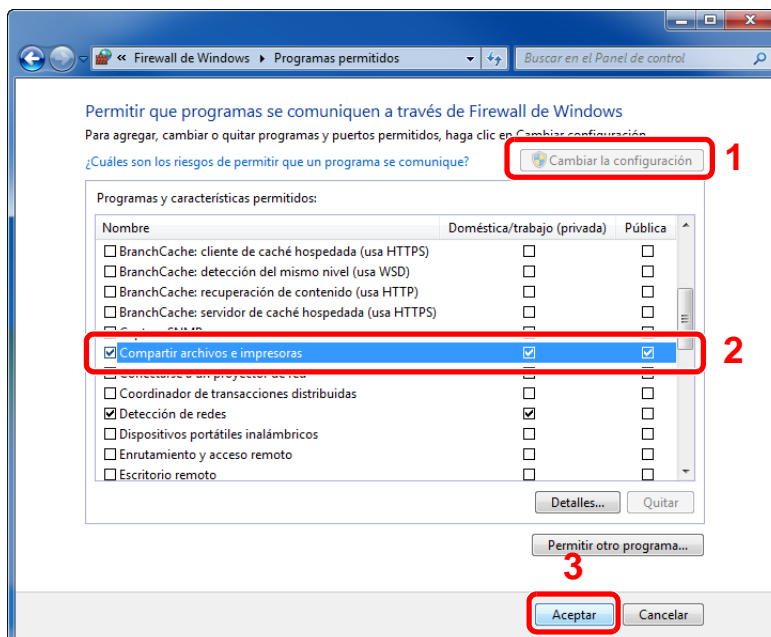 « Firewall de Windows Programas permitidos
Buscar en el Panel de control
Permitir que programas se comuniquen a través de Firewall de Windows
Para agregar, cambiar o quitar programas y puertos permitidos, haga clic en Cambiar configuración.
¿Cuáles son los riesgos de permitir que un programa se comunique?
Cambiar la configuración
1
Programas y características permitidos:
Nombre Doméstica/trabajo (privada) Pública
BranchCache: cliente de caché hospedada (usa HTTPS)
BranchCache: detección del mismo nivel (usa WSD)
BranchCache: recuperación de contenido (usa HTTP)
BranchCache: servidor de caché hospedada (usa HTTPS)
Compartir archivos e impresoras
2
Conectarse a un proyector de red
Coordinador de transacciones distribuidas
Detección de redes
Dispositivos portátiles inalámbricos
Enrutamiento y acceso remoto
Escritorio remoto
Detalles... Quitar
Permitir otro programa...
3
Aceptar Cancelar